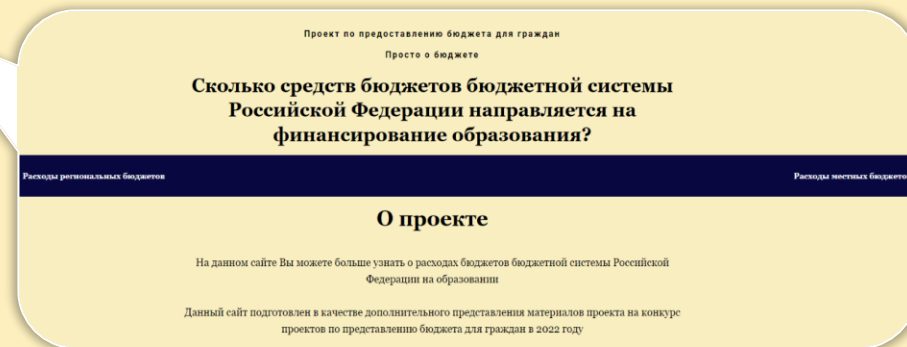 Проект по предоставлению бюджета для граждан
Просто о бюджете
Сколько средств бюджетов бюджетной системы
Российской Федерации направляется на
финансирование образования?
Расходы региональных бюджетов
Расходы местных бюджето
О проекте
На данном сайте Вы можете больше узнать о расходах бюджетов бюджетной системы Российской
Федерации на образовании
Данный сайт подготовлен в качестве дополнительного представления материалов проекта на конкурс
проектов по представлению бюджета для граждан в 2022 году